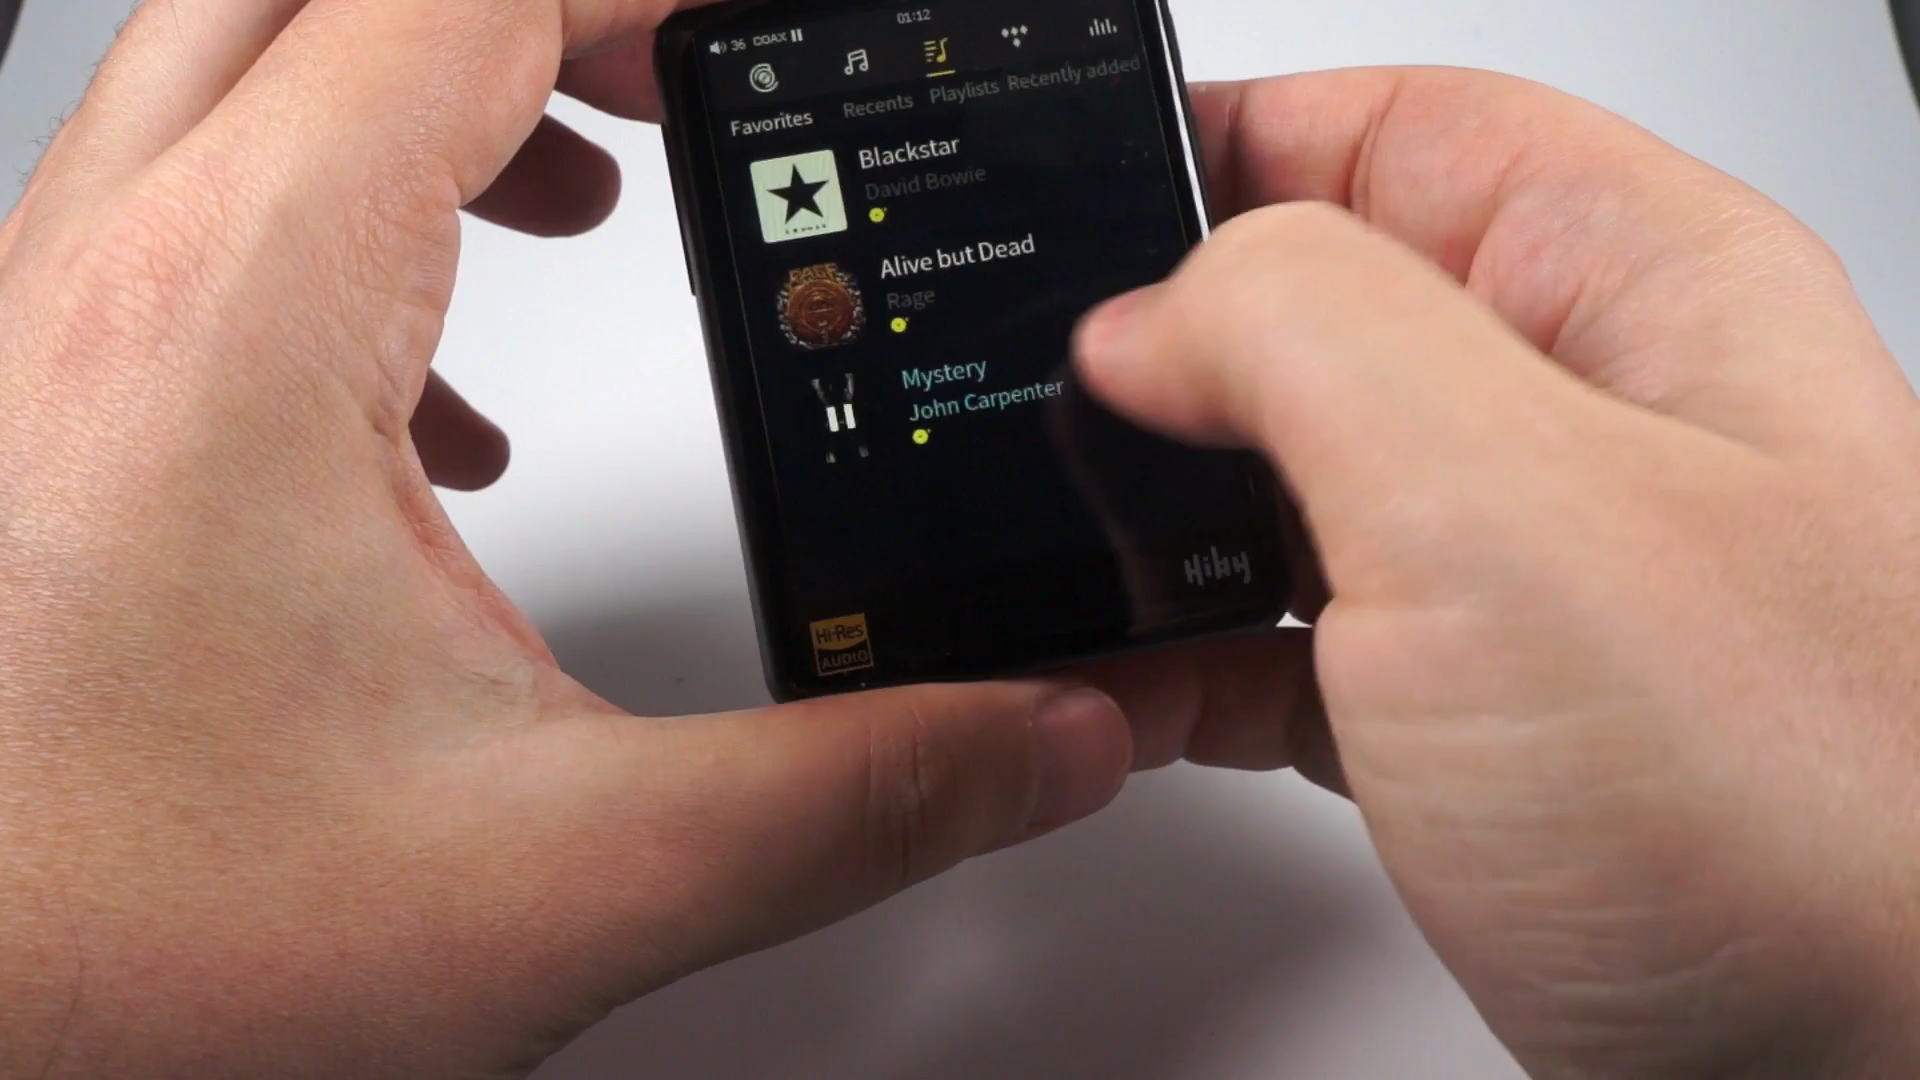 36 COAX
01:12
Favorites Recents Playlists Recently added
Blackstar
David Bowie
RAGE
Alive but Dead
Rage
Mystery
John Carpenter
HiBy
Hi-Res
AUDIO